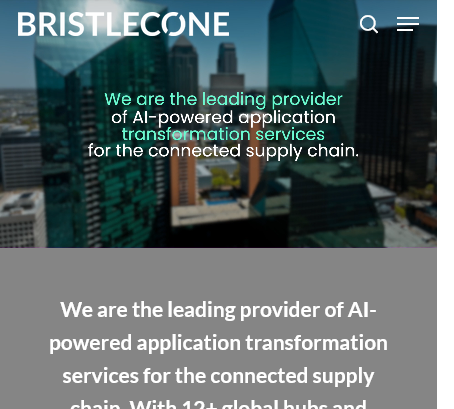 BRISTLECONE
We are the leading provider
of AI-powered application
transformation services
for the connected supply chain.
We are the leading provider of AI-
powered application transformation
services for the connected supply
chain. With 12+ global hubs and